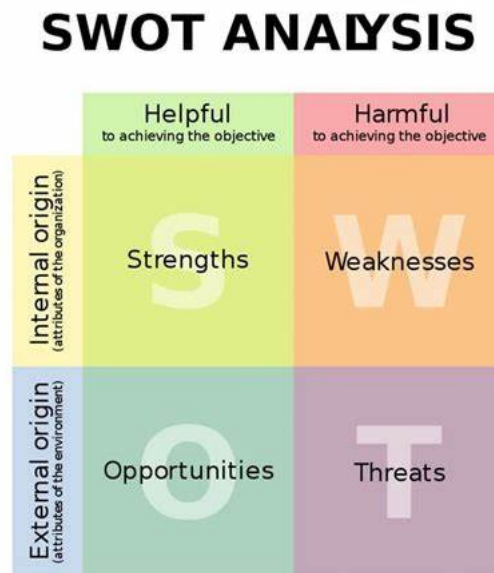 SWOT ANALYSIS
Helpful
to achieving the objective
Harmful
to achieving the objective
Internal origin
(attributes of the organization)
S
Strengths
W
Weaknesses
External origin
(attributes of the environment)
O
Opportunities
T
Threats